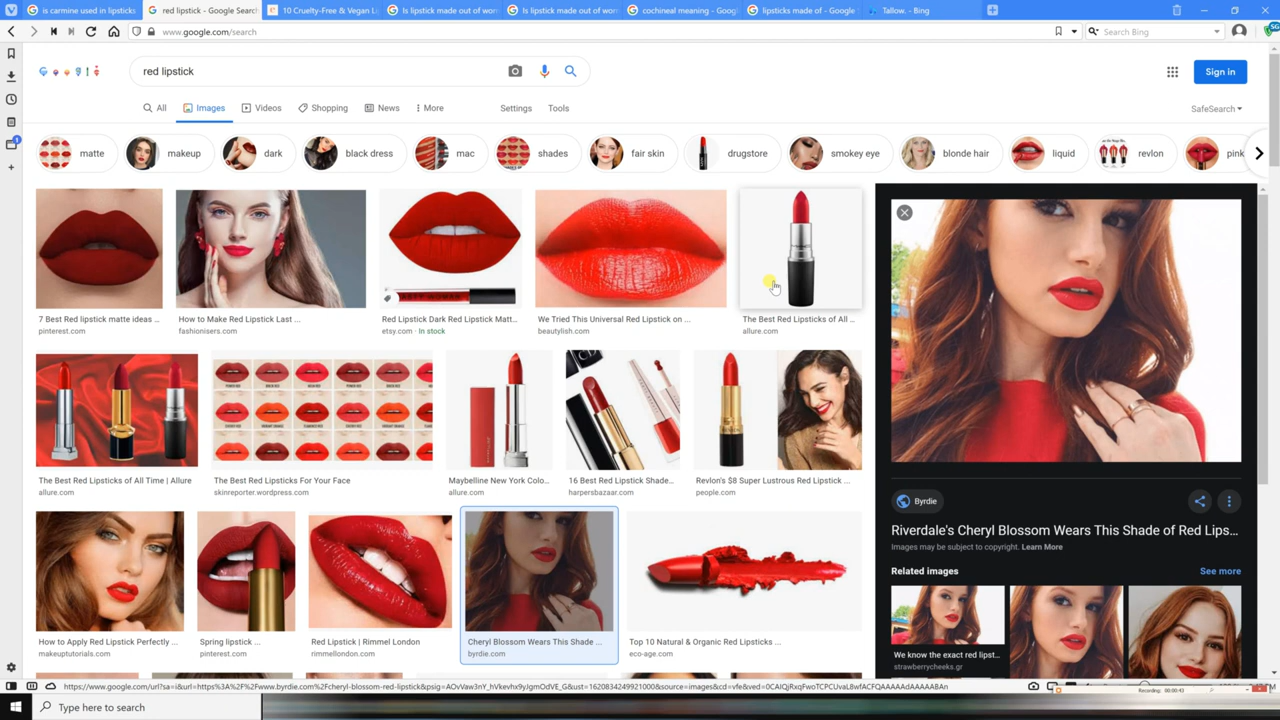 is carmine used in lipsticks
red lipstick - Google Search
10 Cruelty-Free & Vegan L
Is lipstick made out of wor
Is lipstick made out of wor
cochineal meaning - Goog
lipsticks made of - Google
Tallow. - Bing
www.google.com/search
Search Bing
Google
red lipstick
Sign in
All
Images
Videos
Shopping
News
More
Settings
Tools
SafeSearch
matte
makeup
dark
black dress
mac
shades
fair skin
drugstore
smokey eye
blonde hair
liquid
revlon
pink
7 Best Red lipstick matte ideas ...
pinterest.com
How to Make Red Lipstick Last ...
fashionisers.com
Red Lipstick Dark Red Lipstick Matt...
etsy.com · In stock
We Tried This Universal Red Lipstick on ...
beautylish.com
The Best Red Lipsticks of All ...
allure.com
The Best Red Lipsticks of All Time | Allure
allure.com
The Best Red Lipsticks For Your Face
skinreporter.wordpress.com
Maybelline New York Colo...
allure.com
16 Best Red Lipstick Shade...
harpersbazaar.com
Revlon's $8 Super Lustrous Red Lipstick ...
people.com
How to Apply Red Lipstick Perfectly ...
makeuptutorials.com
Spring lipstick ...
pinterest.com
Red Lipstick | Rimmel London
rimmellondon.com
Cheryl Blossom Wears This Shade ...
byrdie.com
Top 10 Natural & Organic Red Lipsticks ...
eco-age.com
Byrdie
Riverdale's Cheryl Blossom Wears This Shade of Red Lips...
Images may be subject to copyright. Learn More
Related images
See more
We know the exact red lipst...
strawberrycheeks.gr
Recording: 00:00:43
Type here to search